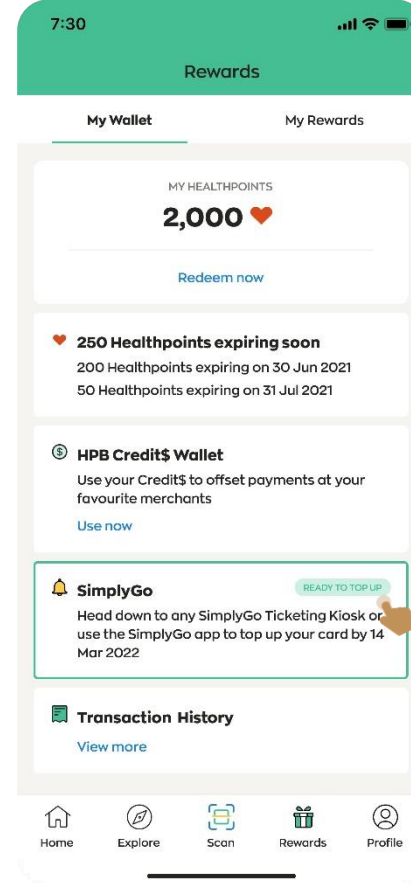 7:30
Rewards
My Wallet
My Rewards
MY HEALTHPOINTS
2,000
Redeem now
250 Healthpoints expiring soon
200 Healthpoints expiring on 30 Jun 2021
50 Healthpoints expiring on 31 Jul 2021
HPB Credit$ Wallet
Use your Credit$ to offset payments at your
favourite merchants
Use now
SimplyGo
READY TO TOP UP
Head down to any SimplyGo Ticketing Kiosk or
use the SimplyGo app to top up your card by 14
Mar 2022
Transaction History
View more
Home
Explore
Scan
Rewards
Profile